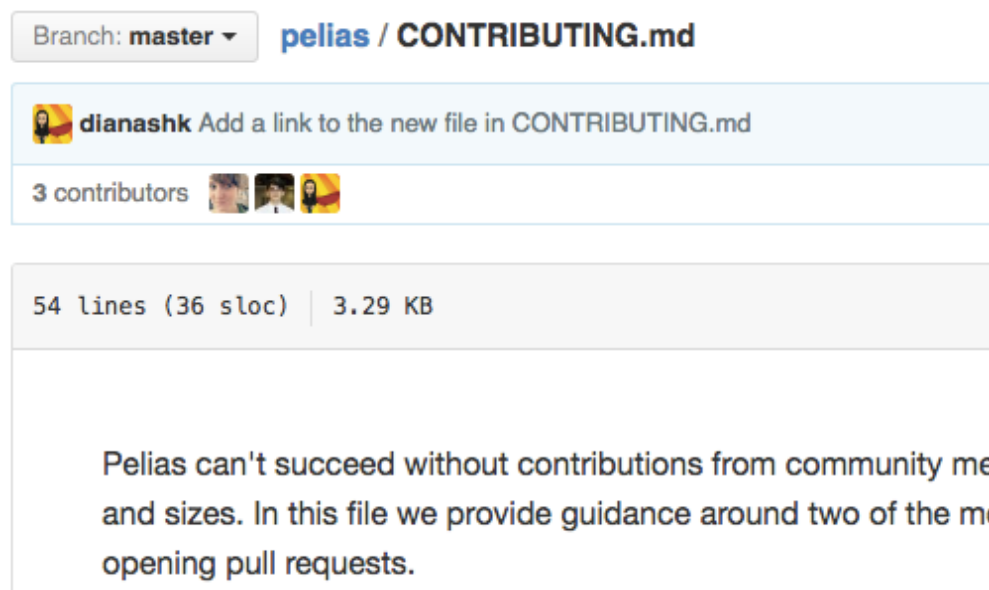 Branch: master
pelias / CONTRIBUTING.md
dianashk Add a link to the new file in CONTRIBUTING.md
3 contributors
54 lines (36 sloc) 3.29 KB
Pelias can't succeed without contributions from community me
and sizes. In this file we provide guidance around two of the m
opening pull requests.